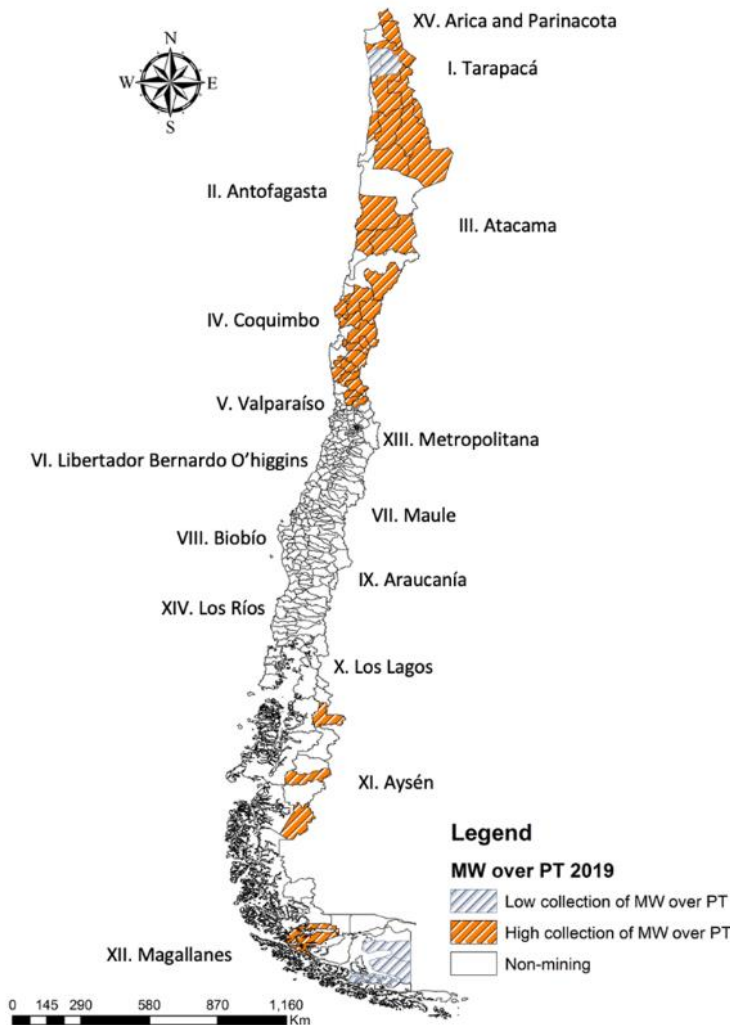 XV. Arica and Parinacota
N
W E
S
I. Tarapacá
II. Antofagasta
III. Atacama
IV. Coquimbo
V. Valparaíso
XIII. Metropolitana
VI. Libertador Bernardo O'higgins
VII. Maule
VIII. Biobío
IX. Araucanía
XIV. Los Ríos
X. Los Lagos
XI. Aysén
Legend
MW over PT 2019
Low collection of MW over PT
High collection of MW over PT
Non-mining
XII. Magallanes
0 145 290 580 870 1,160
Km